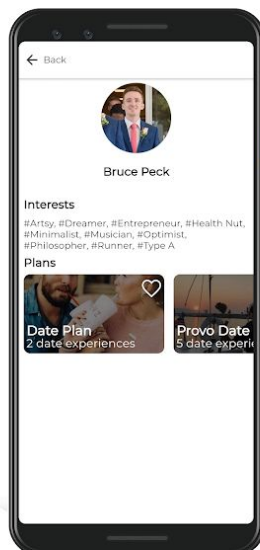 Back
Bruce Peck
Interests
#Artsy, #Dreamer, #Entrepreneur, #Health Nut,
#Minimalist, #Musician, #Optimist,
#Philosopher, #Runner, #Type A
Plans
Date Plan
2 date experiences
Provo Date
5 date experie